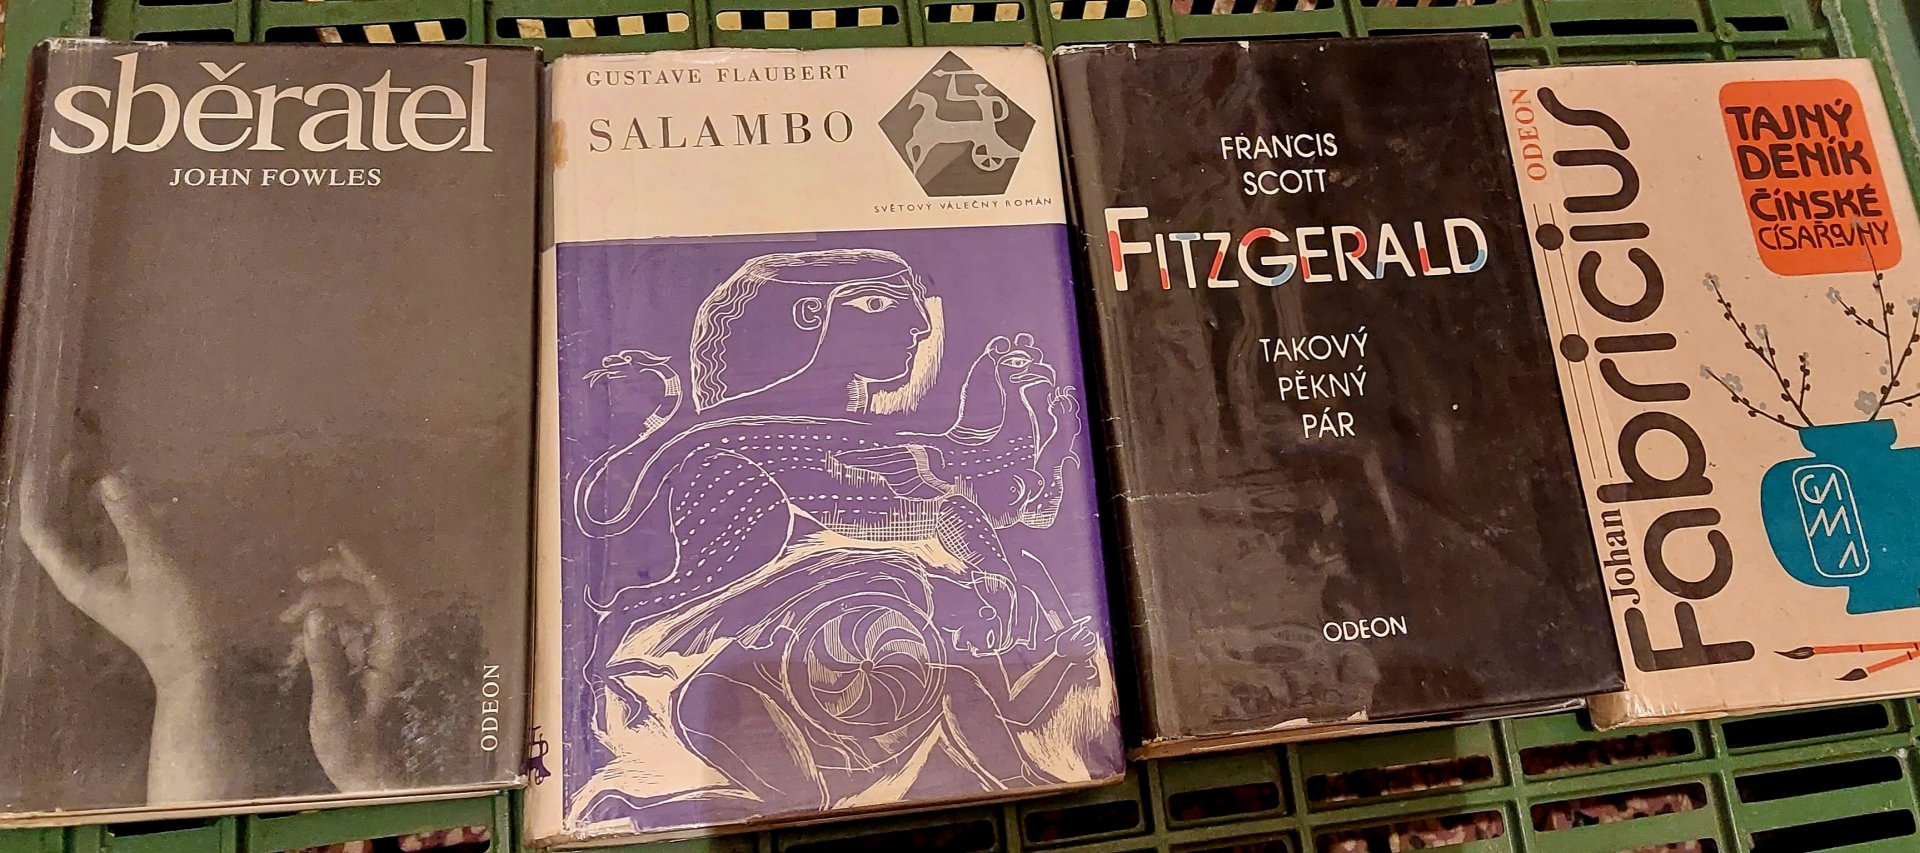 sběratel
JOHN FOWLES
ODEON
GUSTAVE FLAUBERT
SALAMBO
SVĚTOVÝ VÁLEČNÝ ROMÁN
FRANCIS
SCOTT
FITZGERALD
TAKOVÝ
PĚKNÝ
PÁR
ODEON
ODEON
Johan
Fabricius
TAJNÝ
DENÍK
ČÍNSKÉ
CÍSAŘOVNY